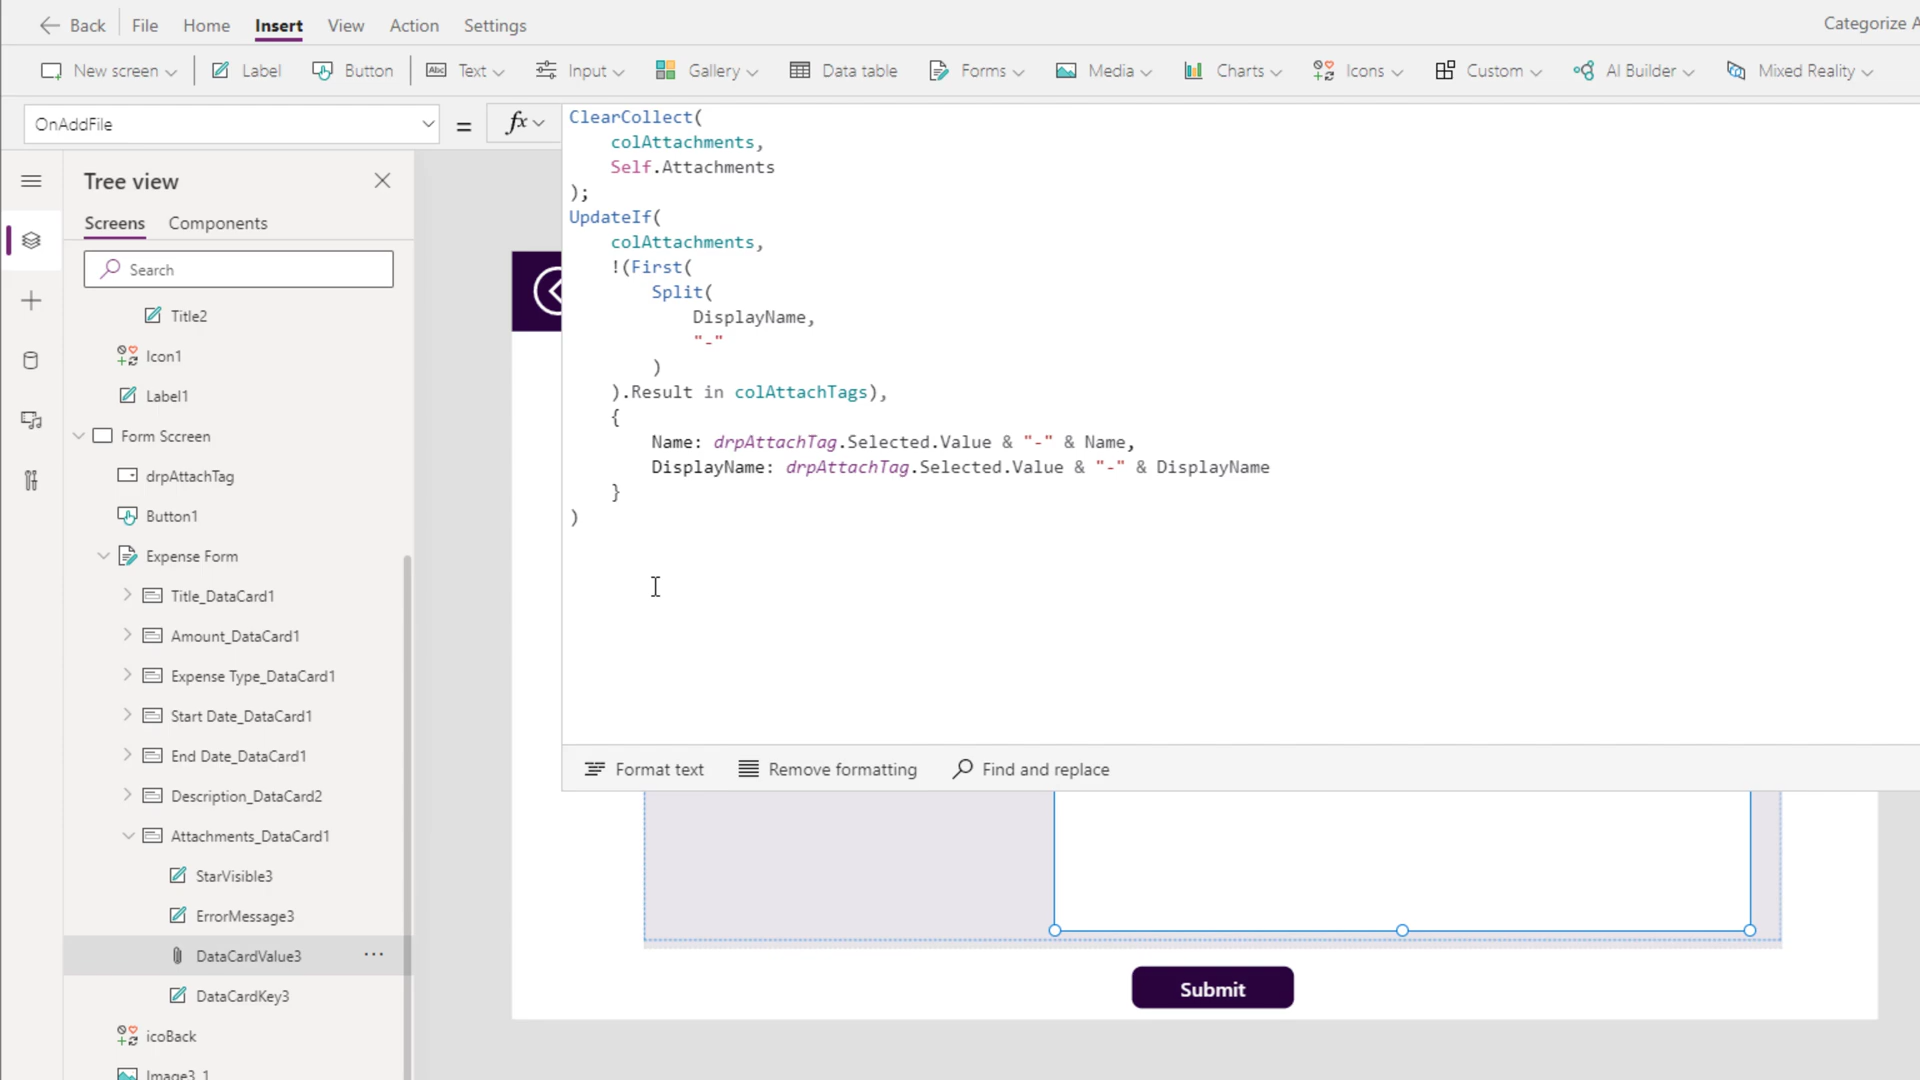 Back
File
Home
Insert
View
Action
Settings
Categorize A
New screen
Label
Button
Abc
Text
Input
Gallery
Data table
Forms
Media
Charts
Icons
Custom
AI Builder
Mixed Reality
OnAddFile
=
fx
ClearCollect(
colAttachments,
Self.Attachments
);
UpdateIf(
colAttachments,
!(First(
Split(
DisplayName,
"-"
)
).Result in colAttachTags),
{
Name: drpAttachTag.Selected.Value & "-" & Name,
DisplayName: drpAttachTag.Selected.Value & "-" & DisplayName
}
)
Format text
Remove formatting
Find and replace
Tree view
Screens
Components
Search
Title2
Icon1
Label1
Form Sccreen
drpAttachTag
Button1
Expense Form
Title_DataCard1
Amount_DataCard1
Expense Type_DataCard1
Start Date_DataCard1
End Date_DataCard1
Description_DataCard2
Attachments_DataCard1
StarVisible3
ErrorMessage3
DataCardValue3
DataCardKey3
icoBack
Image3_1
Submit